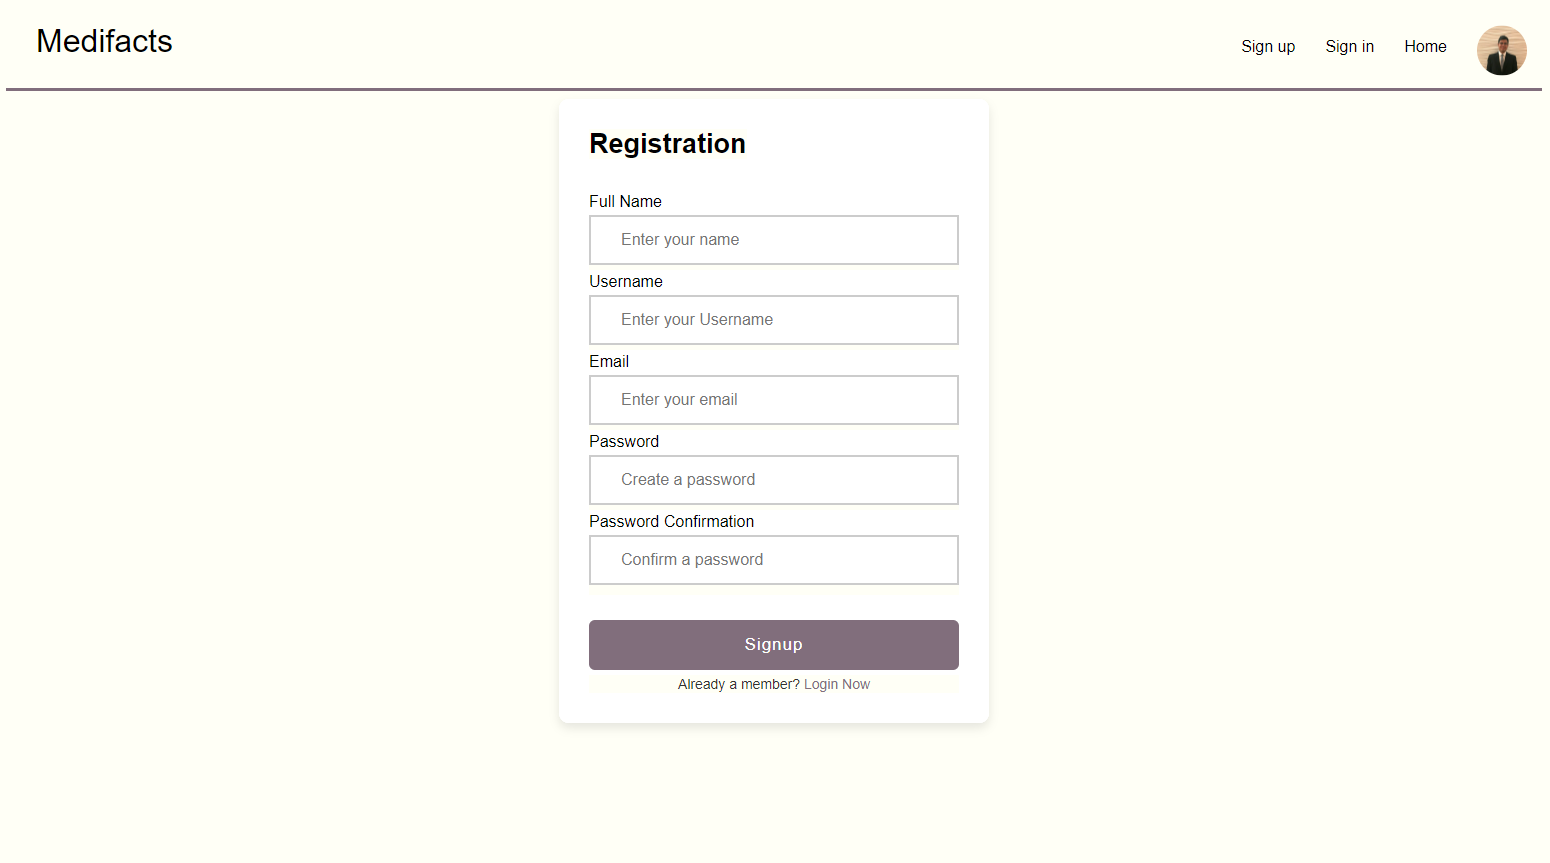 Medifacts
Sign up Sign in Home
Registration
Full Name
Enter your name
Username
Enter your Username
Email
Enter your email
Password
Create a password
Password Confirmation
Confirm a password
Signup
Already a member? Login Now